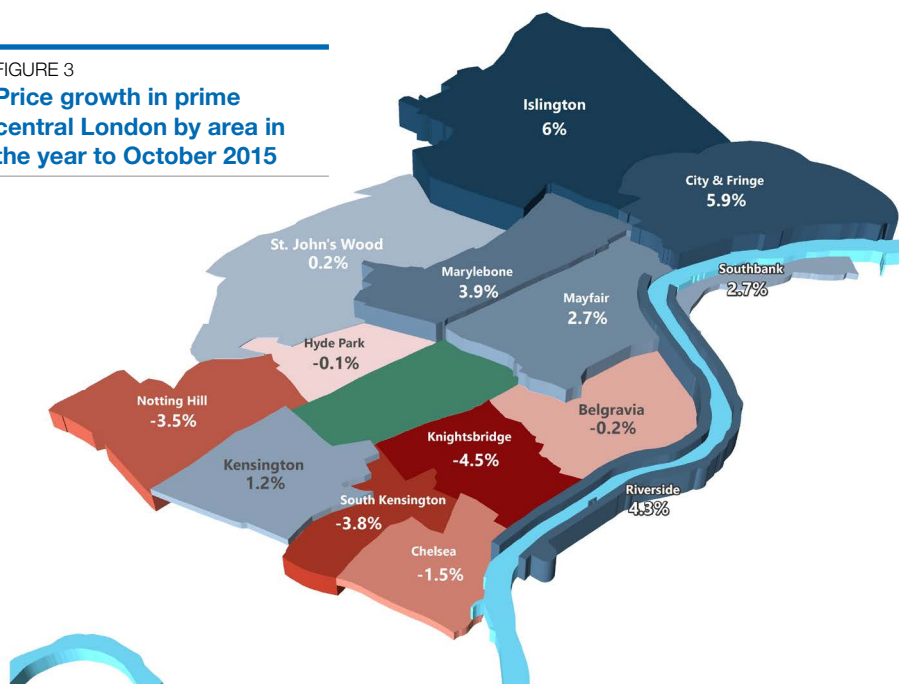 FIGURE 3
Price growth in prime
central London by area in
the year to October 2015
Islington
6%
City & Fringe
5.9%
St. John's Wood
0.2%
Marylebone
3.9%
Southbank
2.7%
Mayfair
2.7%
Hyde Park
-0.1%
Notting Hill
-3.5%
Belgravia
-0.2%
Knightsbridge
-4.5%
Kensington
1.2%
South Kensington
-3.8%
Riverside
4.3%
Chelsea
-1.5%